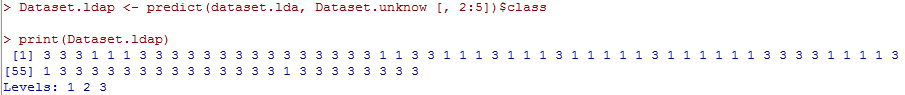 > Dataset.ldap <- predict(dataset.lda, Dataset.unknow [, 2:5])$class
> print(Dataset.ldap)
[1] 3 3 3 1 1 1 3 3 3 3 3 3 3 3 3 3 3 3 3 3 3 1 1 3 3 1 1 1 3 1 1 1 3 1 1 1 1 1 3 1 1 1 1 1 1 3 3 3 3 1 1 1 1 3
[55] 1 3 3 3 3 3 3 3 3 3 3 3 3 3 3 1 3 3 3 3 3 3 3 3
Levels: 1 2 3